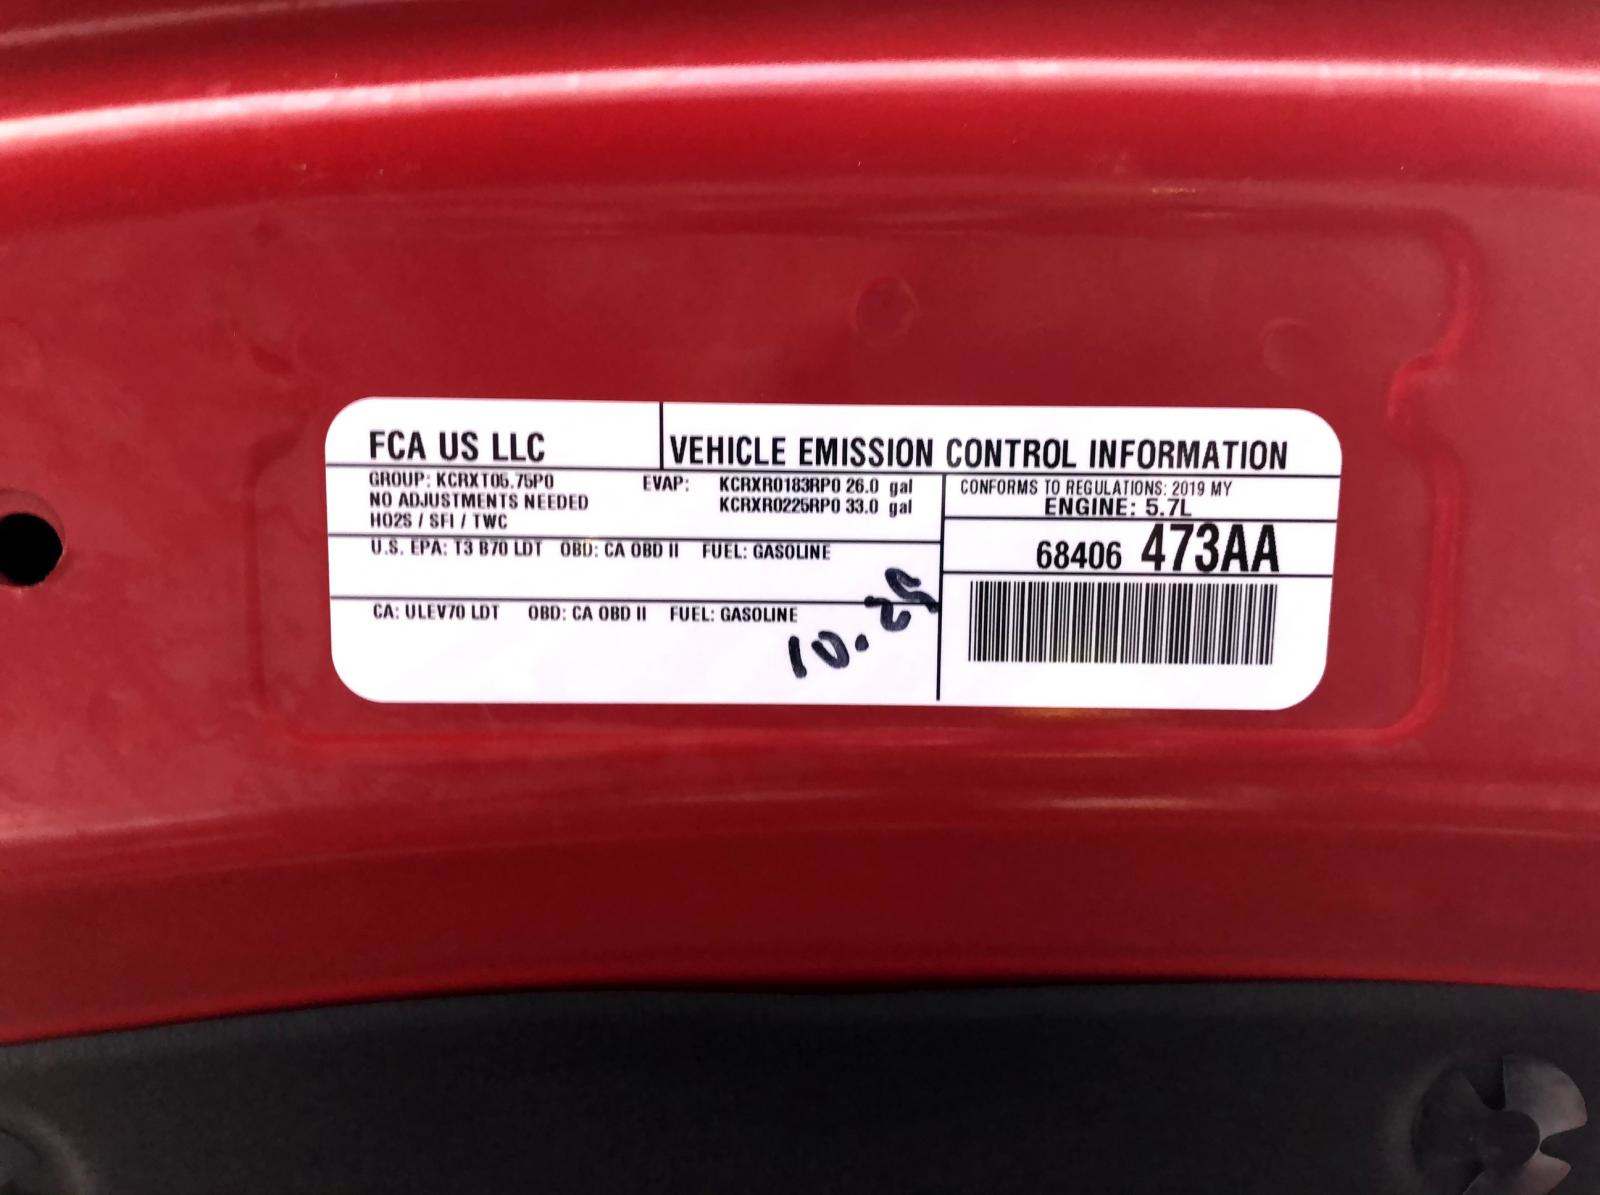 FCA US LLC
VEHICLE EMISSION CONTROL INFORMATION
GROUP: KCRXT05.75P0
NO ADJUSTMENTS NEEDED
HO2S / SFI / TWC
EVAP: KCRXR0183RP0 26.0 gal
KCRXR0225RP0 33.0 gal
CONFORMS TO REGULATIONS: 2019 MY
ENGINE: 5.7L
68406 473AA
U.S. EPA: T3 B70 LDT OBD: CA OBD II FUEL: GASOLINE
CA: ULEV70 LDT OBD: CA OBD II FUEL: GASOLINE